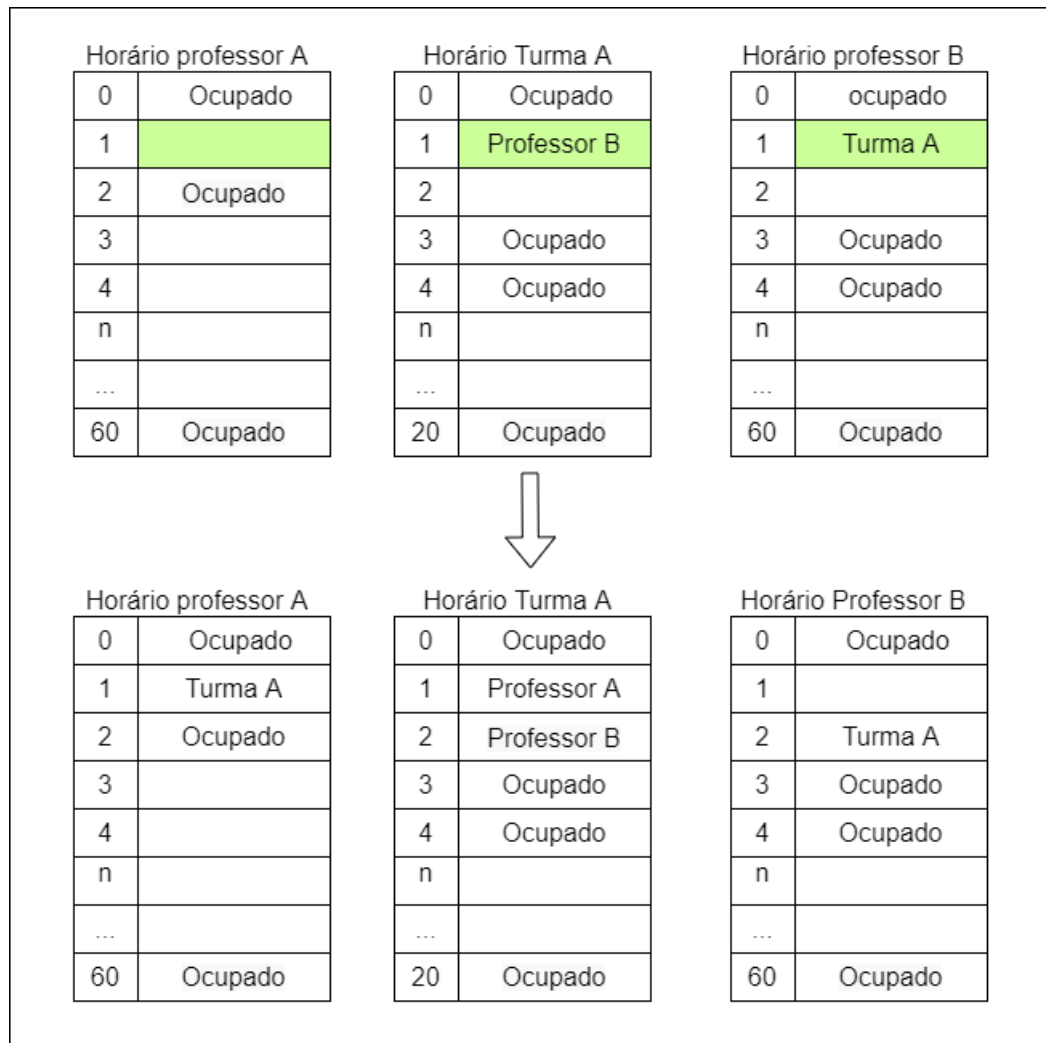 Horário professor A Horário Turma A Horário professor B
0 Ocupado 0 Ocupado 0 ocupado
1 1 Professor B 1 Turma A
2 Ocupado 2 2
3 3 Ocupado 3 Ocupado
4 4 Ocupado 4 Ocupado
n n n
... ... ...
60 Ocupado 20 Ocupado 60 Ocupado
Horário professor A Horário Turma A Horário Professor B
0 Ocupado 0 Ocupado 0 Ocupado
1 Turma A 1 Professor A 1
2 Ocupado 2 Professor B 2 Turma A
3 3 Ocupado 3 Ocupado
4 4 Ocupado 4 Ocupado
n n n
... ... ...
60 Ocupado 20 Ocupado 60 Ocupado